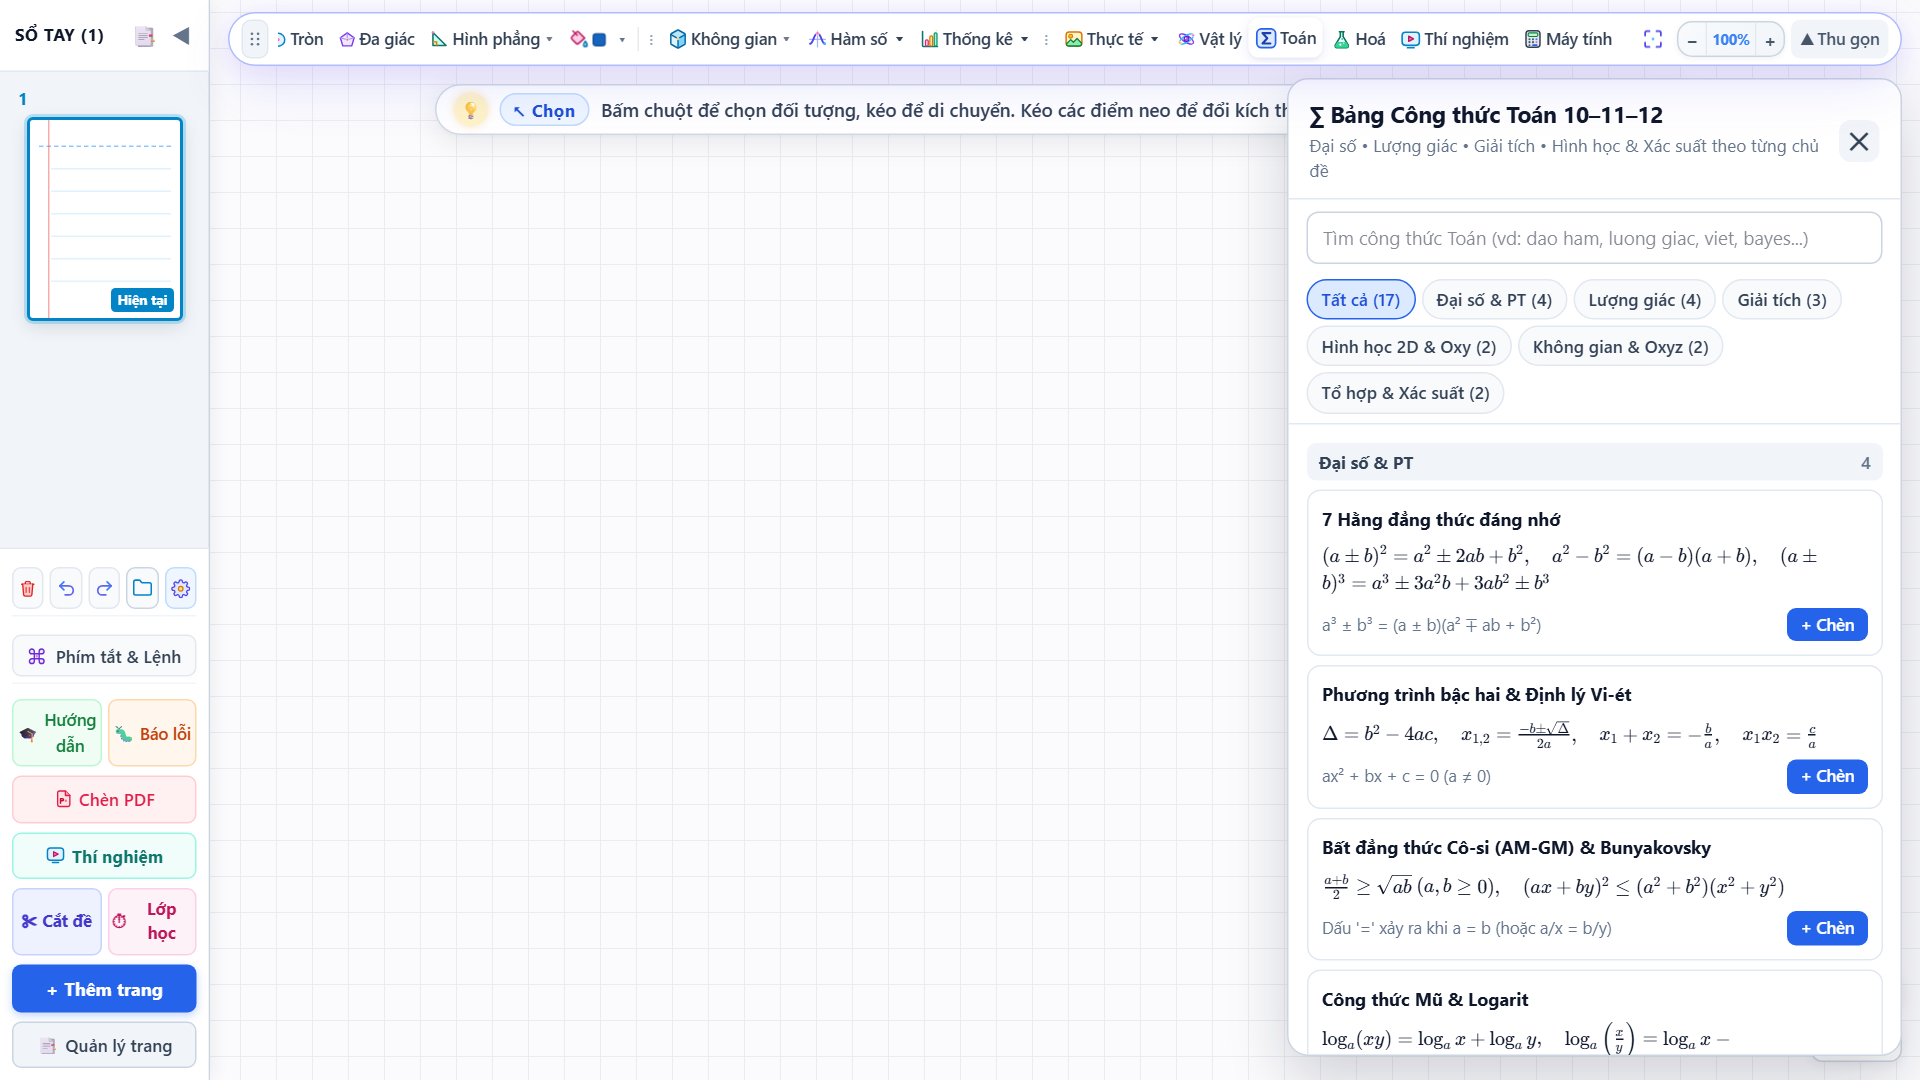 SỔ TAY (1)
1
Hiện tại
Phím tắt & Lệnh
Hướng dẫn
Báo lỗi
Chèn PDF
Thí nghiệm
Cắt đề
Lớp học
+ Thêm trang
Quản lý trang
Tròn
Đa giác
Hình phẳng
Không gian
Hàm số
Thống kê
Thực tế
Vật lý
Toán
Hoá
Thí nghiệm
Máy tính
− 100% +
▲Thu gọn
↖ Chọn
Bấm chuột để chọn đối tượng, kéo để di chuyển. Kéo các điểm neo để đổi kích
∑ Bảng Công thức Toán 10–11–12
Đại số • Lượng giác • Giải tích • Hình học & Xác suất theo từng chủ
đề
Tìm công thức Toán (vd: dao ham, luong giac, viet, bayes...)
Tất cả (17)
Đại số & PT (4)
Lượng giác (4)
Giải tích (3)
Hình học 2D & Oxy (2)
Không gian & Oxyz (2)
Tổ hợp & Xác suất (2)
Đại số & PT 4
7 Hằng đẳng thức đáng nhớ
(a ± b)² = a² ± 2ab + b², a² − b² = (a − b)(a + b), (a ±
b)³ = a³ ± 3a²b + 3ab² ± b³
a³ ± b³ = (a ± b)(a² ∓ ab + b²)
+ Chèn
Phương trình bậc hai & Định lý Vi-ét
Δ = b² − 4ac, x₁,₂ = (−b±√Δ)/2a, x₁ + x₂ = −b/a, x₁x₂ = c/a
ax² + bx + c = 0 (a ≠ 0)
+ Chèn
Bất đẳng thức Cô-si (AM-GM) & Bunyakovsky
(a+b)/2 ≥ √ab (a, b ≥ 0), (ax + by)² ≤ (a² + b²)(x² + y²)
Dấu '=' xảy ra khi a = b (hoặc a/x = b/y)
+ Chèn
Công thức Mũ & Logarit
logₐ(xy) = logₐ x + logₐ y, logₐ (x/y) = logₐ x −